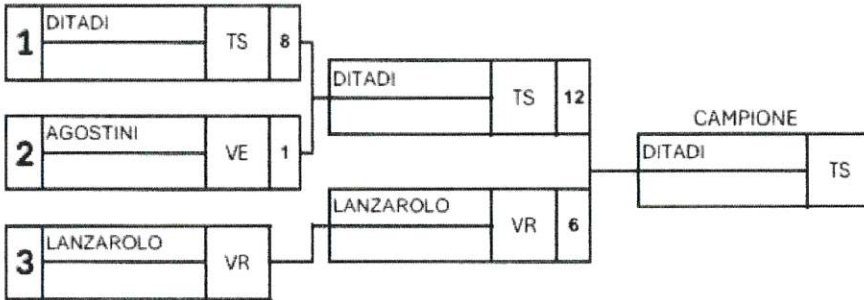 1 DITADI TS 8
2 AGOSTINI VE 1
3 LANZAROLO VR
DITADI TS 12
LANZAROLO VR 6
CAMPIONE
DITADI TS